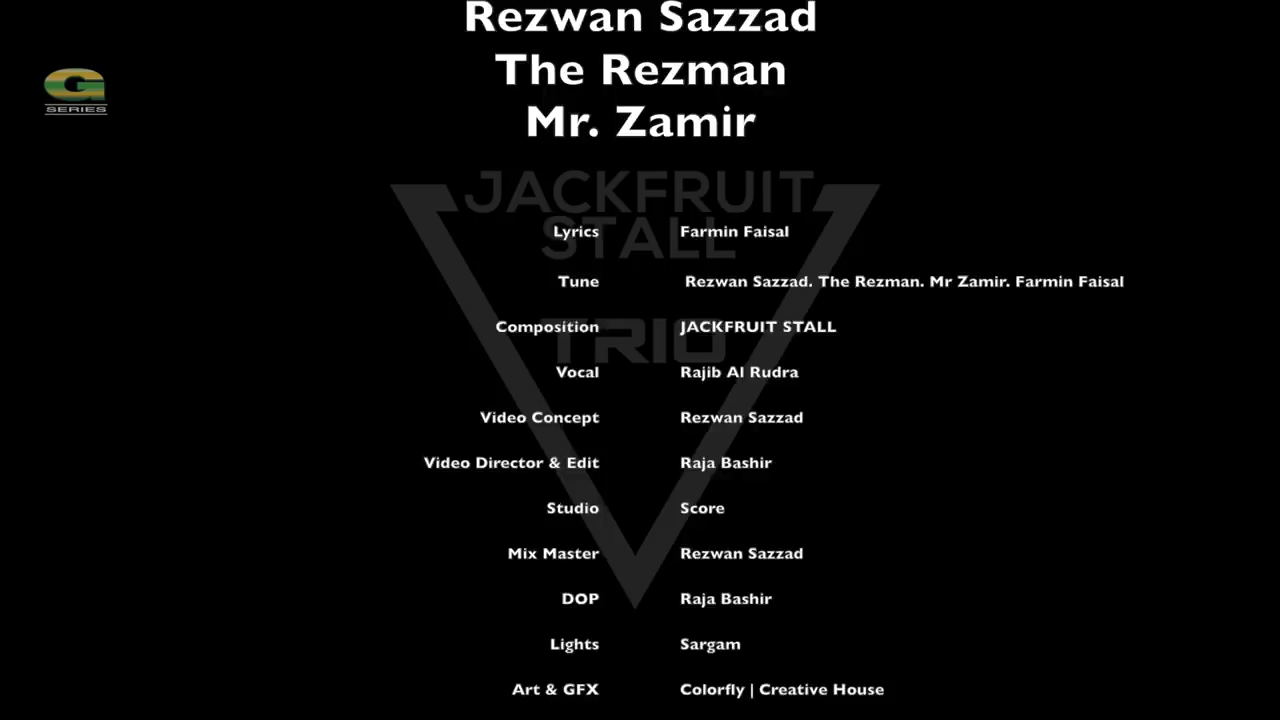 Rezwan Sazzad
The Rezman
Mr. Zamir
G
SERIES
JACKFRUIT
STALL
TRIO
Lyrics Farmin Faisal
Tune Rezwan Sazzad. The Rezman. Mr Zamir. Farmin Faisal
Composition JACKFRUIT STALL
Vocal Rajib Al Rudra
Video Concept Rezwan Sazzad
Video Director & Edit Raja Bashir
Studio Score
Mix Master Rezwan Sazzad
DOP Raja Bashir
Lights Sargam
Art & GFX Colorfly | Creative House